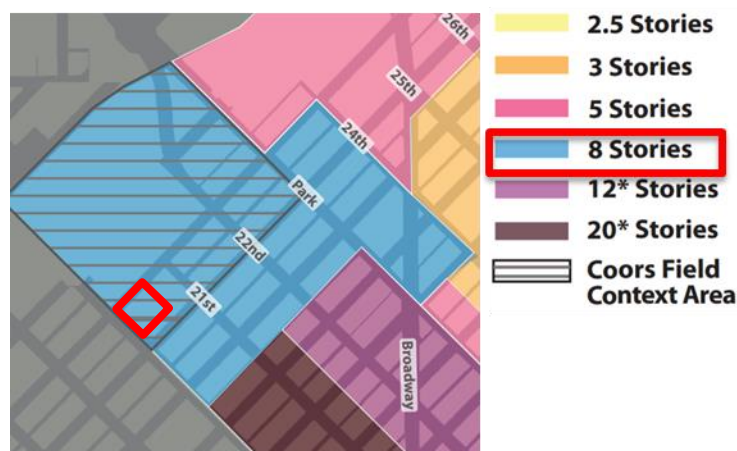 26th
25th
24th
Park
22nd
21st
Broadway
2.5 Stories
3 Stories
5 Stories
8 Stories
12* Stories
20* Stories
Coors Field
Context Area